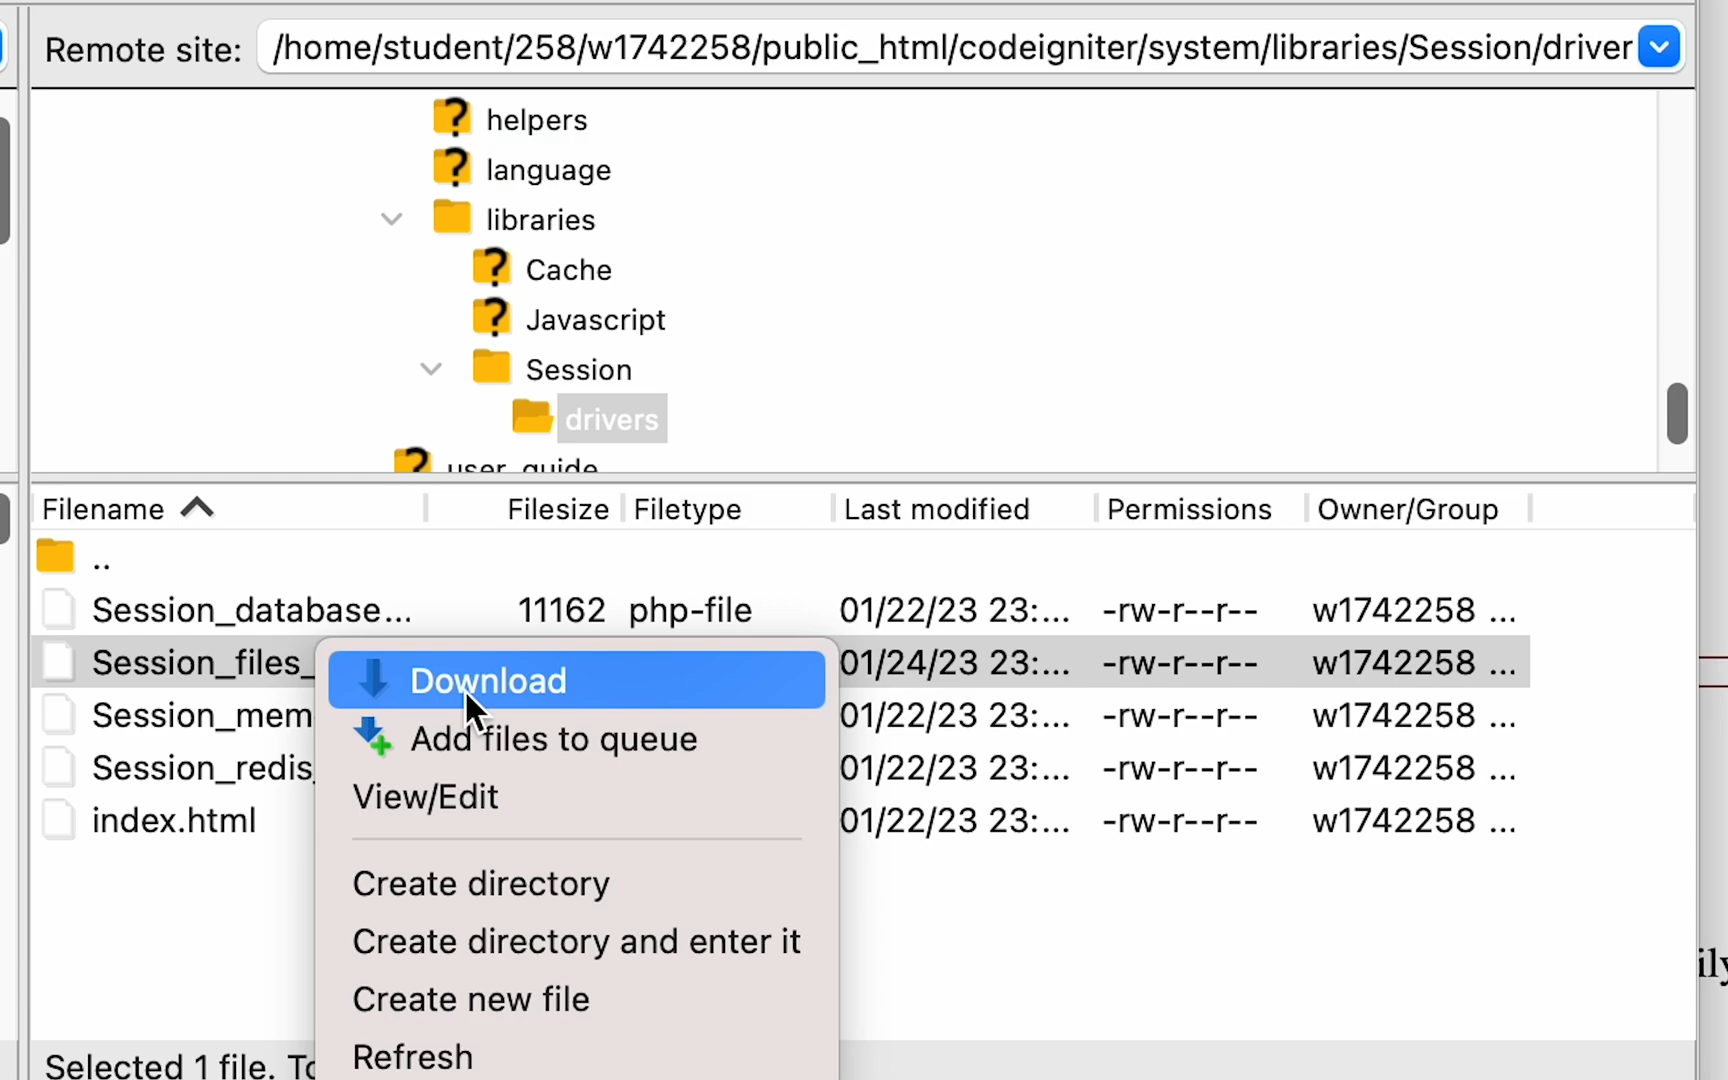 Remote site: /home/student/258/w1742258/public_html/codeigniter/system/libraries/Session/driver
helpers
language
libraries
Cache
Javascript
Session
drivers
user_guide
Filename Filesize Filetype Last modified Permissions Owner/Group
..
Session_database... 11162 php-file 01/22/23 23:... -rw-r--r-- w1742258 ...
Session_files_ 01/24/23 23:... -rw-r--r-- w1742258 ...
Session_mem 01/22/23 23:... -rw-r--r-- w1742258 ...
Session_redis_ 01/22/23 23:... -rw-r--r-- w1742258 ...
index.html 01/22/23 23:... -rw-r--r-- w1742258 ...
Download
Add files to queue
View/Edit
Create directory
Create directory and enter it
Create new file
Refresh
ily
Selected 1 file. To